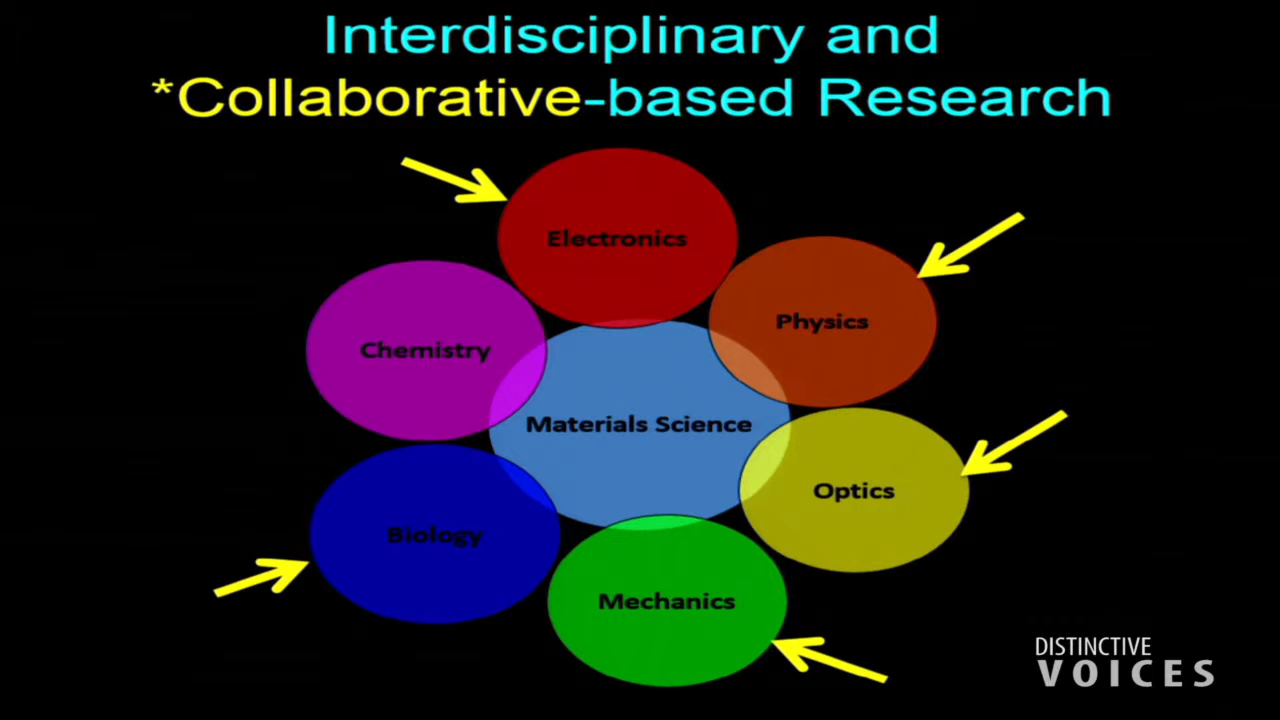 Interdisciplinary and
*Collaborative-based Research
Electronics
Physics
Chemistry
Materials Science
Optics
Biology
Mechanics
DISTINCTIVE
VOICES